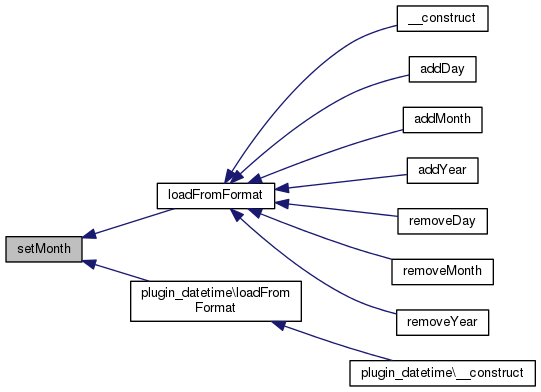 __construct
addDay
addMonth
addYear
loadFromFormat
removeDay
setMonth
removeMonth
plugin_datetime\loadFrom
Format
removeYear
plugin_datetime\__construct